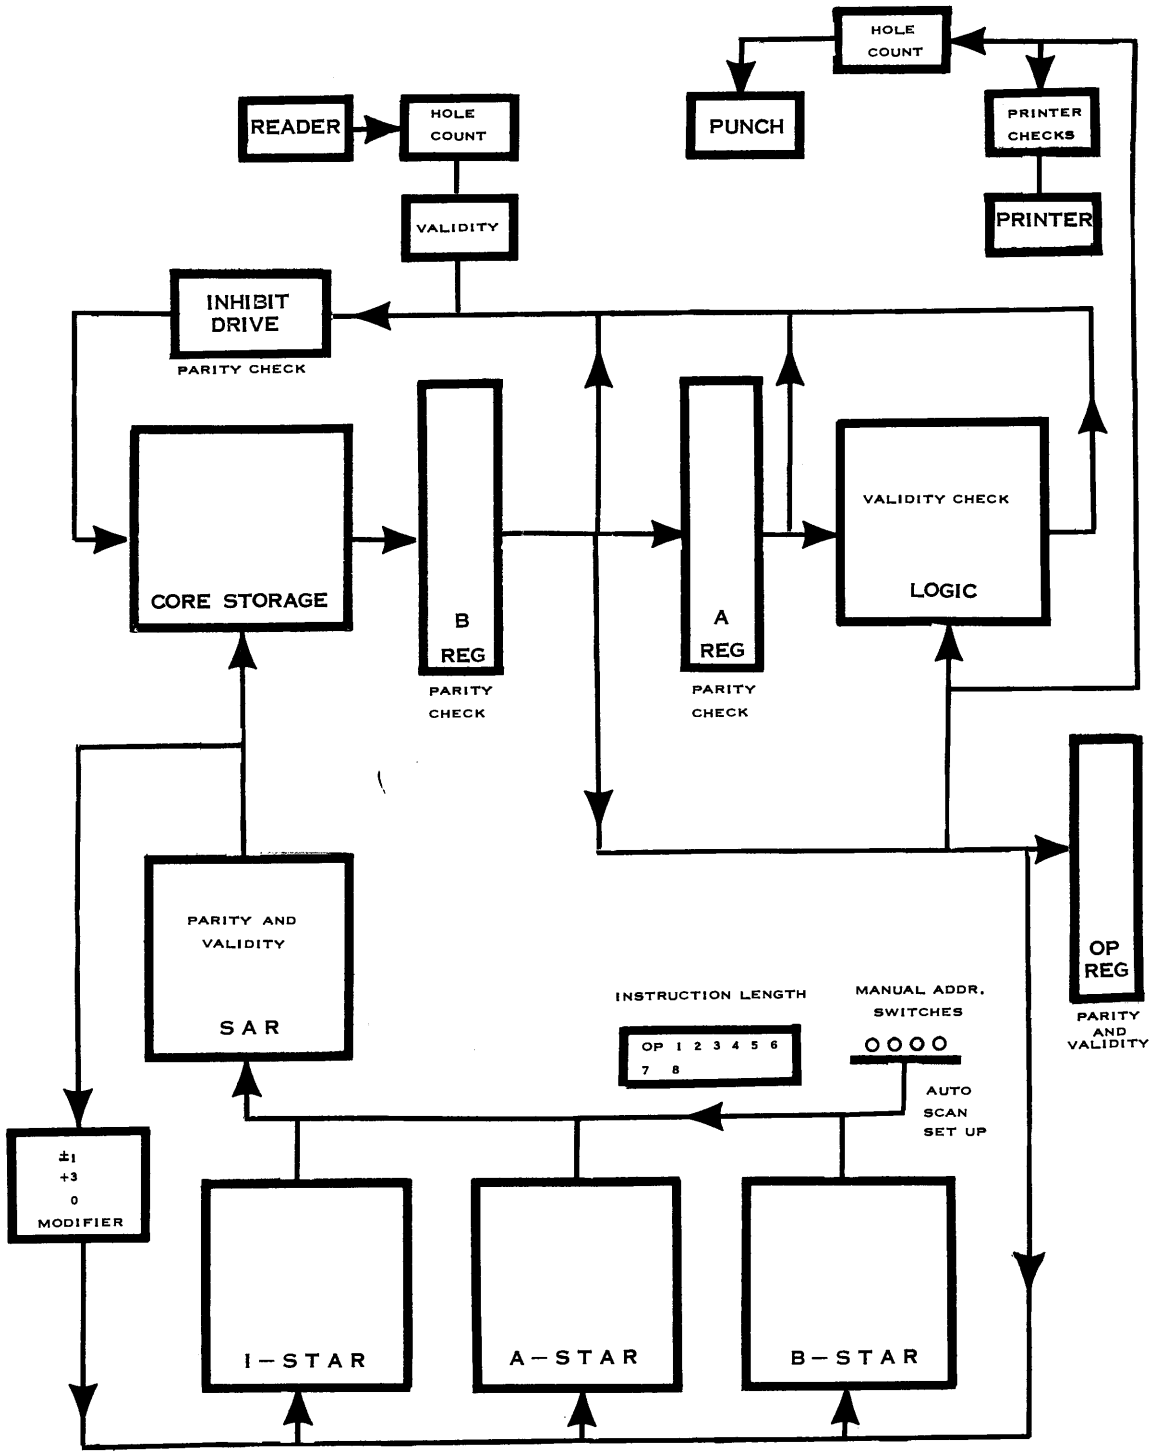 HOLE
COUNT
READER
HOLE
COUNT
PUNCH
PRINTER
CHECKS
VALIDITY
PRINTER
INHIBIT
DRIVE
PARITY CHECK
VALIDITY CHECK
LOGIC
CORE STORAGE
B
REG
A
REG
PARITY
CHECK
PARITY
CHECK
PARITY AND
VALIDITY
SAR
OP
REG
PARITY
AND
VALIDITY
INSTRUCTION LENGTH
OP 1 2 3 4 5 6
7 8
MANUAL ADDR.
SWITCHES
AUTO
SCAN
SET UP
±1
+3
0
MODIFIER
I-STAR
A-STAR
B-STAR